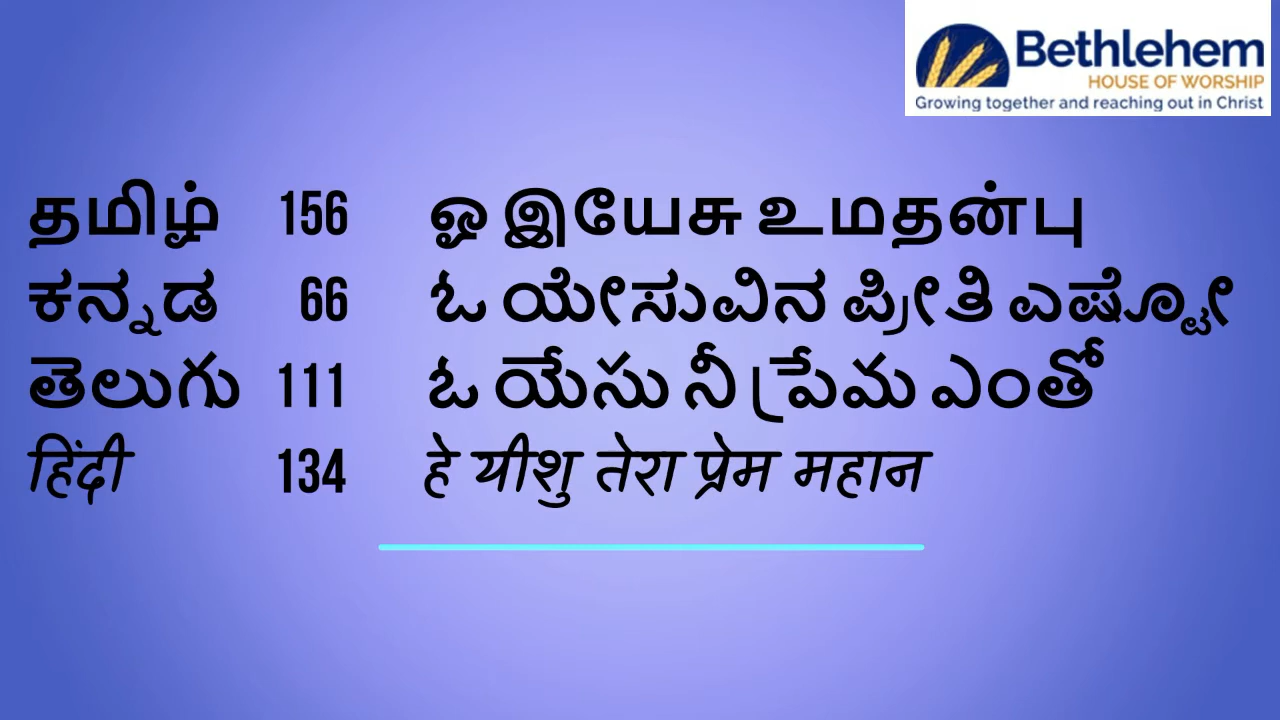 Bethlehem
HOUSE OF WORSHIP
Growing together and reaching out in Christ
தமிழ் 156 ஓ இயேசு உமதன்பு
ಕನ್ನಡ 66 ಓ ಯೇಸುವಿನ ಪ್ರೀತಿ ಎಷ್ಟೋ
తెలుగు 111 ఓ యేసు నీ ప్రేమ ఎంతో
हिंदी 134 हे यीशु तेरा प्रेम महान